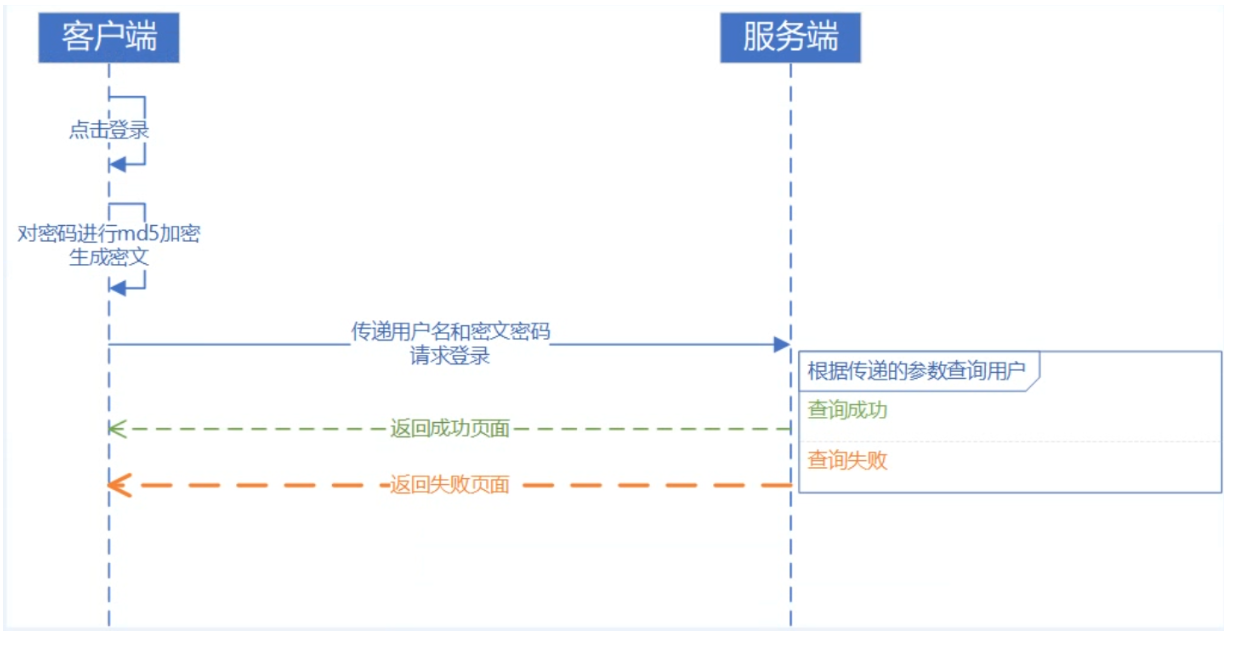 客户端
服务端
点击登录
对密码进行md5加密
生成密文
传递用户名和密文密码
请求登录
根据传递的参数查询用户
查询成功
返回成功页面
查询失败
返回失败页面